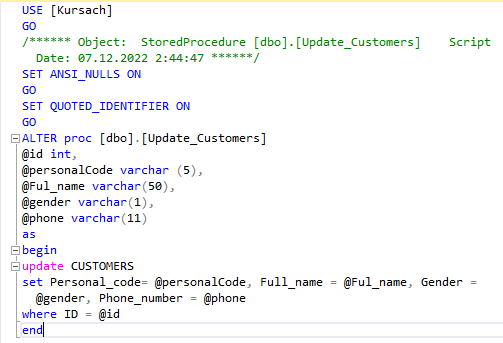 USE [Kursach]
GO
/****** Object:  StoredProcedure [dbo].[Update_Customers]    Script
Date: 07.12.2022 2:44:47 ******/
SET ANSI_NULLS ON
GO
SET QUOTED_IDENTIFIER ON
GO
ALTER proc [dbo].[Update_Customers]
@id int,
@personalCode varchar (5),
@Ful_name varchar(50),
@gender varchar(1),
@phone varchar(11)
as
begin
update CUSTOMERS
set Personal_code= @personalCode, Full_name = @Ful_name, Gender =
@gender, Phone_number = @phone
where ID = @id
end